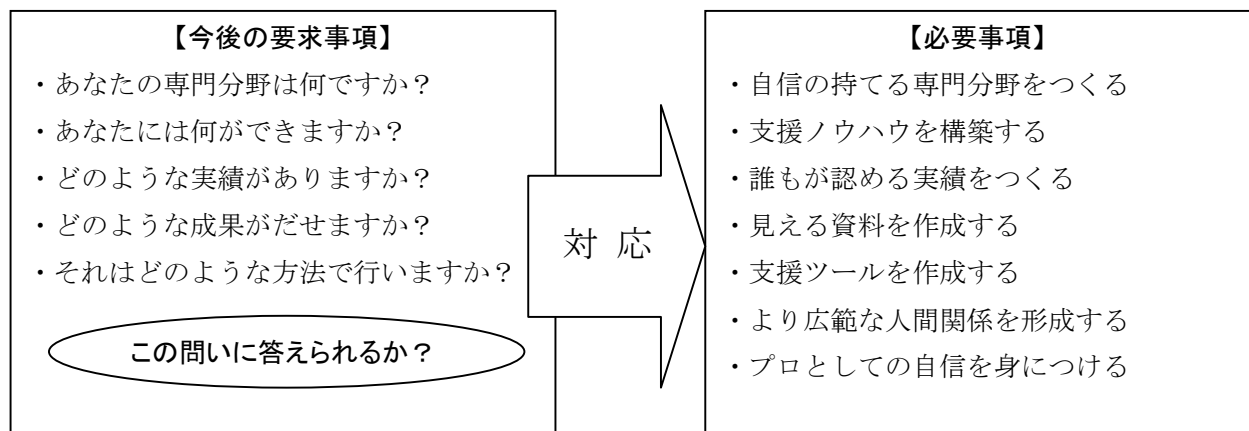 【今後の要求事項】
・あなたの専門分野は何ですか？
・あなたには何ができますか？
・どのような実績がありますか？
・どのような成果がだせますか？
・それはどのような方法で行いますか？
この問いに答えられるか？
対 応
【必要事項】
・自信の持てる専門分野をつくる
・支援ノウハウを構築する
・誰もが認める実績をつくる
・見える資料を作成する
・支援ツールを作成する
・より広範な人間関係を形成する
・プロとしての自信を身につける